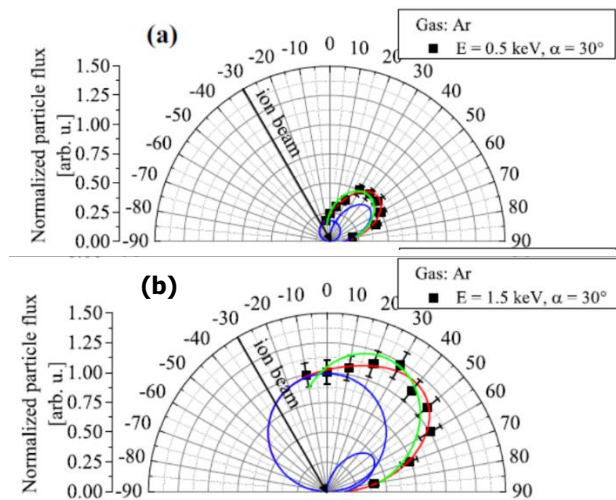 (a)
Gas: Ar
E = 0.5 keV, α = 30°
-10 0 10
-20 20
-30 30
-40 40
-50 50
-60 60
-70 70
-80 80
-90 90
1.50
1.25
1.00
0.75
0.50
0.25
0.00
Normalized particle flux
[arb. u.]
ion beam
(b)
Gas: Ar
E = 1.5 keV, α = 30°
-10 0 10
-20 20
-30 30
-40 40
-50 50
-60 60
-70 70
-80 80
-90 90
1.50
1.25
1.00
0.75
0.50
0.25
0.00
Normalized particle flux
[arb. u.]
ion beam